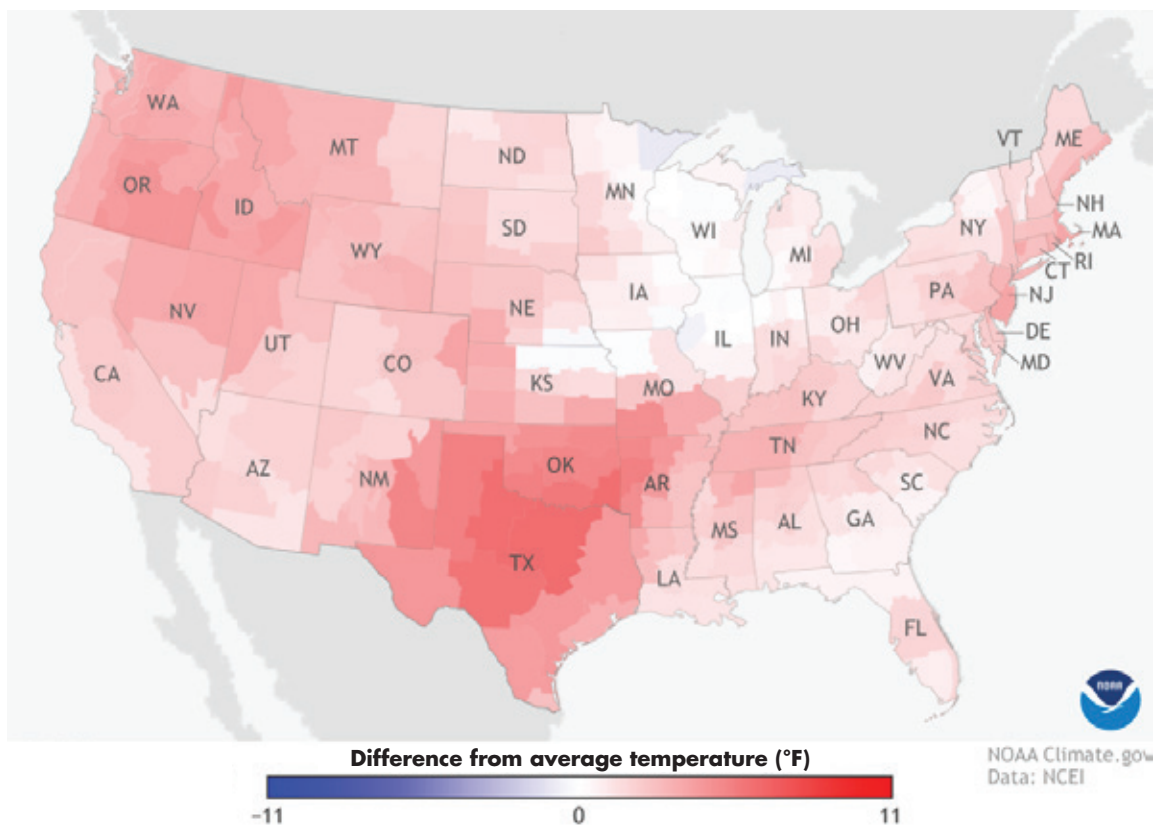 WA
MT
ND
MN
VT
ME
OR
ID
SD
WI
NY
NH
WY
MI
MA
IA
RI
NE
CT
PA
NJ
NV
UT
CO
IL
IN
OH
DE
WV
MD
CA
KS
MO
VA
KY
NC
TN
AZ
NM
OK
AR
SC
MS
AL
GA
TX
LA
FL
NOAA
Difference from average temperature (°F)
NOAA Climate.gov
Data: NCEI
−11 0 11